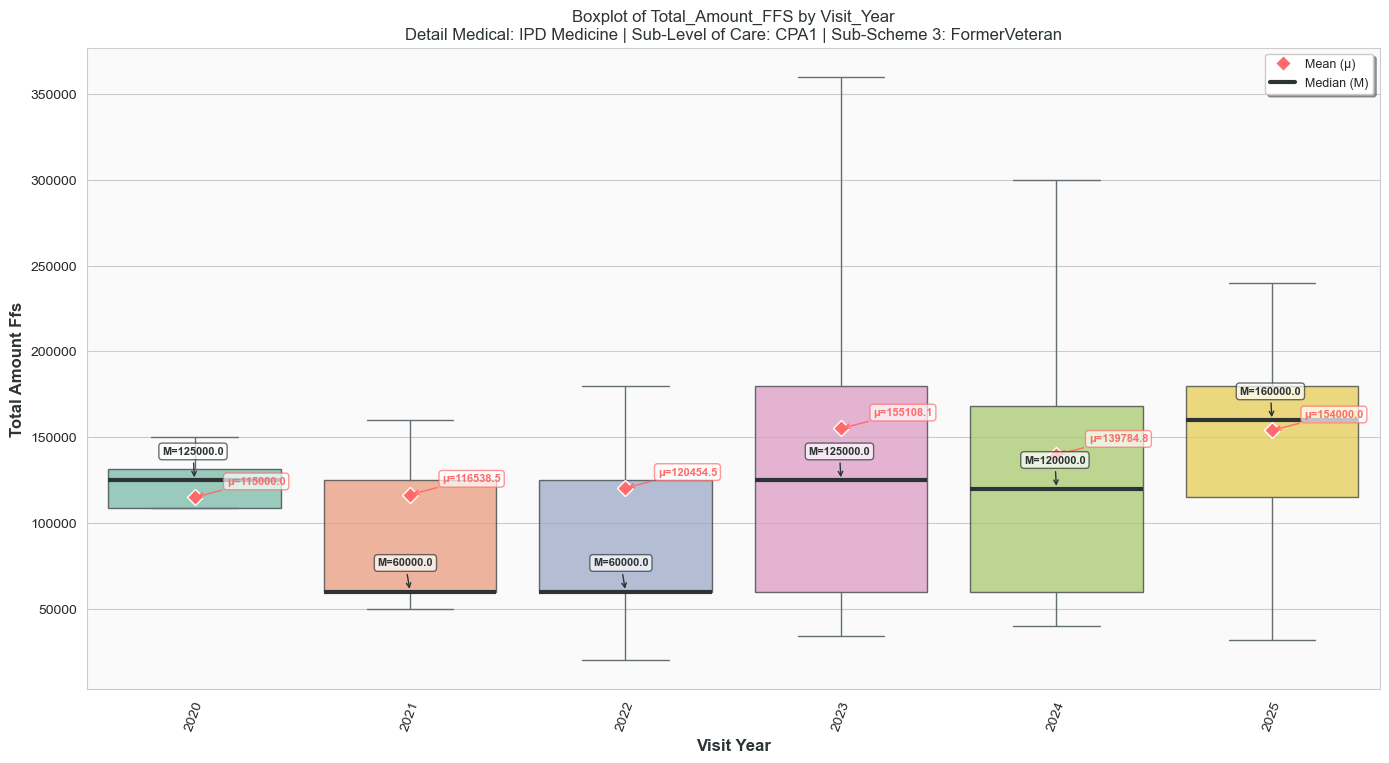 Boxplot of Total_Amount_FFS by Visit_Year
Detail Medical: IPD Medicine | Sub-Level of Care: CPA1 | Sub-Scheme 3: FormerVeteran
Mean (μ)
Median (M)
Total Amount Ffs
350000
300000
250000
200000
150000
100000
50000
M=125000.0
μ=115000.0
μ=116538.5
M=60000.0
μ=120454.5
M=60000.0
μ=155108.1
M=125000.0
μ=139784.8
M=120000.0
M=160000.0
μ=154000.0
2020
2021
2022
2023
2024
2025
Visit Year